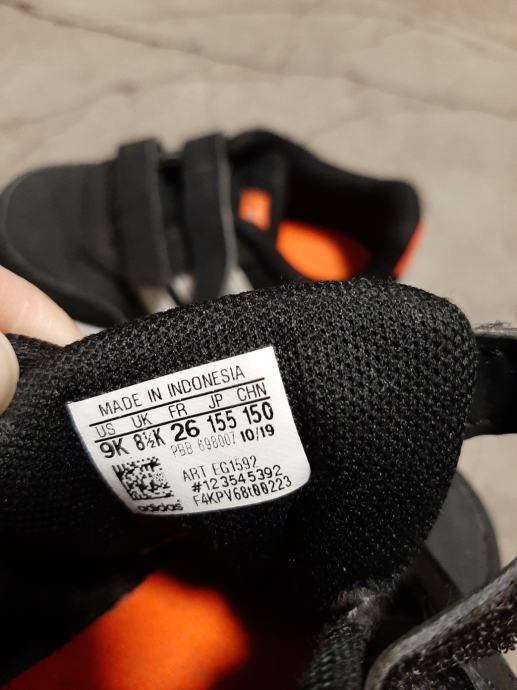 MADE IN INDONESIA
US UK FR JP CHN
9K 8½K 26 155 150
PBB 698007 10/19
ART EG1592
#123545392
F4KPV68t00223
adidas